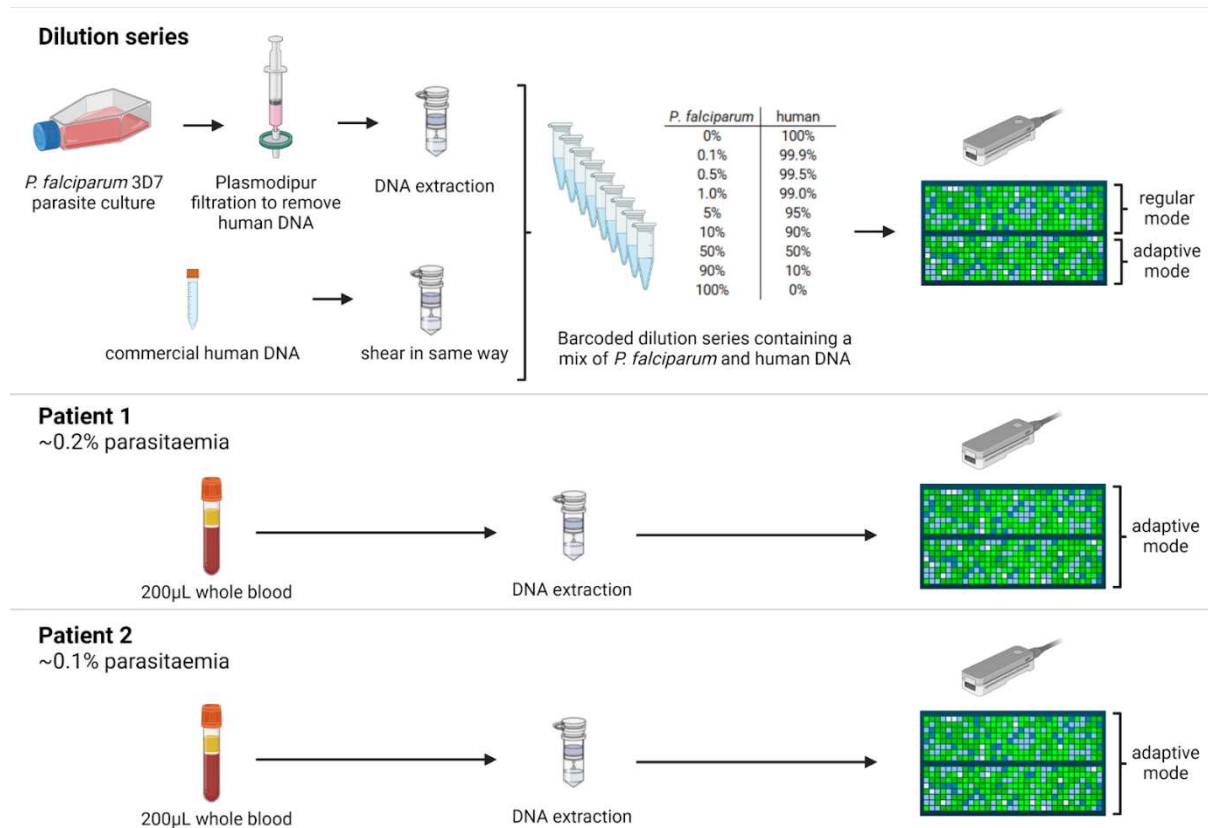 Dilution series
P. falciparum 3D7
parasite culture
Plasmodipur
filtration to remove
human DNA
DNA extraction
commercial human DNA
shear in same way
P. falciparum human
0% 100%
0.1% 99.9%
0.5% 99.5%
1.0% 99.0%
5% 95%
10% 90%
50% 50%
90% 10%
100% 0%
Barcoded dilution series containing a
mix of P. falciparum and human DNA
regular
mode
adaptive
mode
Patient 1
~0.2% parasitaemia
200µL whole blood
DNA extraction
adaptive
mode
Patient 2
~0.1% parasitaemia
200µL whole blood
DNA extraction
adaptive
mode